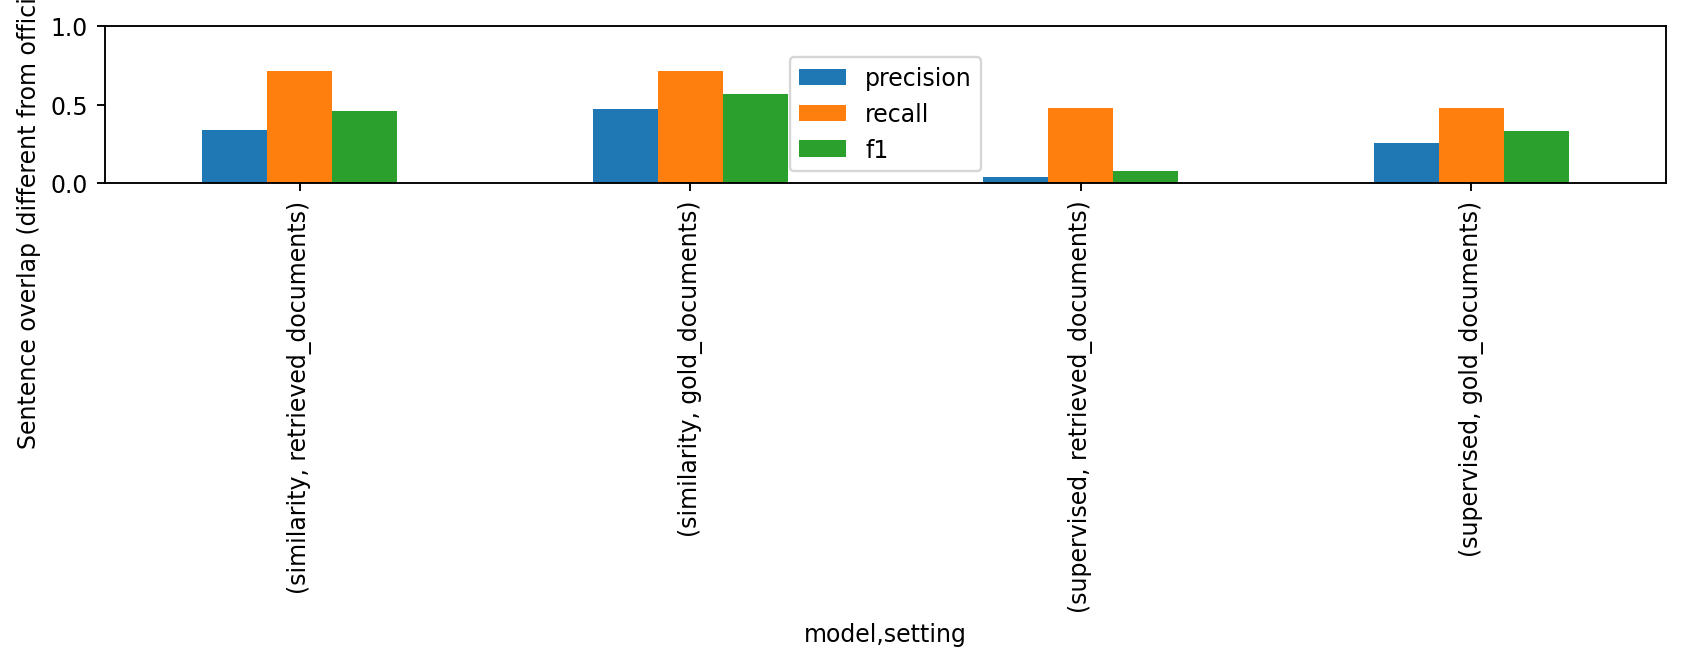 Sentence overlap (different from offici
1.0
0.5
0.0
precision
recall
f1
(similarity, retrieved_documents)
(similarity, gold_documents)
(supervised, retrieved_documents)
(supervised, gold_documents)
model,setting